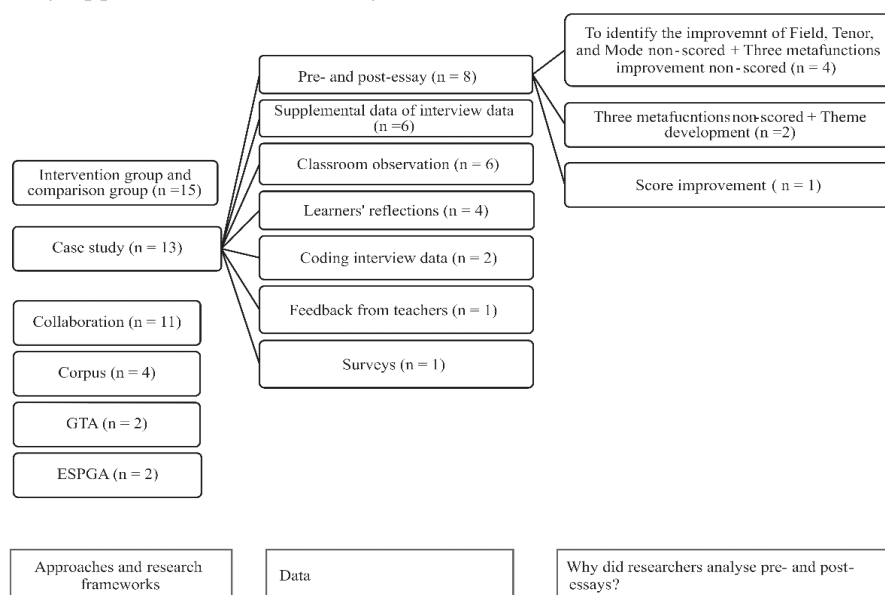 Intervention group and
comparison group (n =15)
Case study (n = 13)
Collaboration (n = 11)
Corpus (n = 4)
GTA (n = 2)
ESPGA (n = 2)
Pre- and post-essay (n = 8)
Supplemental data of interview data
(n =6)
Classroom observation (n = 6)
Learners' reflections (n = 4)
Coding interview data (n = 2)
Feedback from teachers (n = 1)
Surveys (n = 1)
To identify the improvemnt of Field, Tenor,
and Mode non-scored + Three metafunctions
improvement non-scored (n = 4)
Three metafucntions non-scored + Theme
development (n =2)
Score improvement ( n = 1)
Approaches and research
frameworks
Data
Why did researchers analyse pre- and post-
essays?